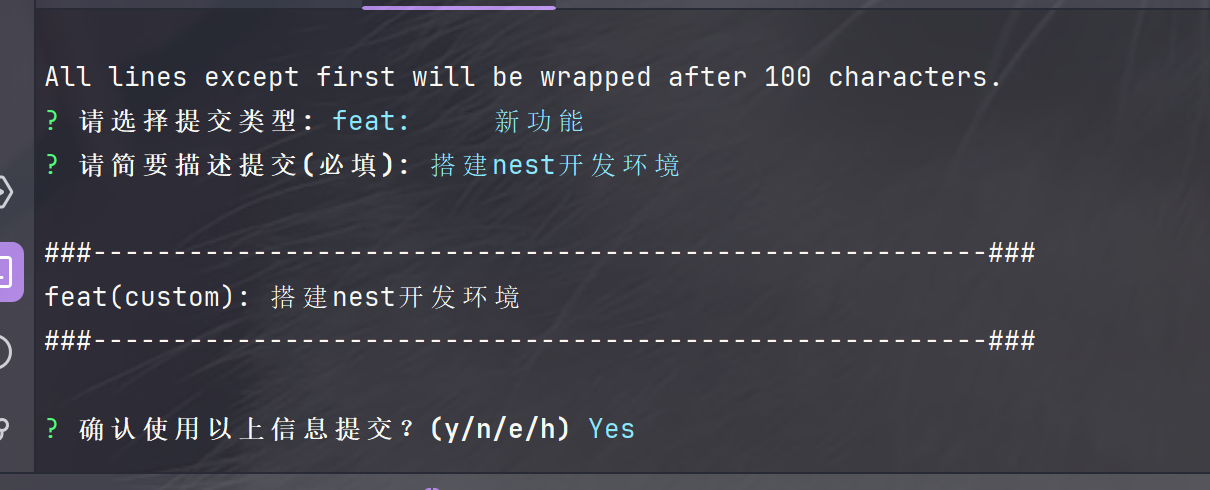 All lines except first will be wrapped after 100 characters.
? 请选择提交类型: feat:     新功能
? 请简要描述提交(必填): 搭建nest开发环境
###--------------------------------------------------------###
feat(custom): 搭建nest开发环境
###--------------------------------------------------------###
? 确认使用以上信息提交？(y/n/e/h) Yes